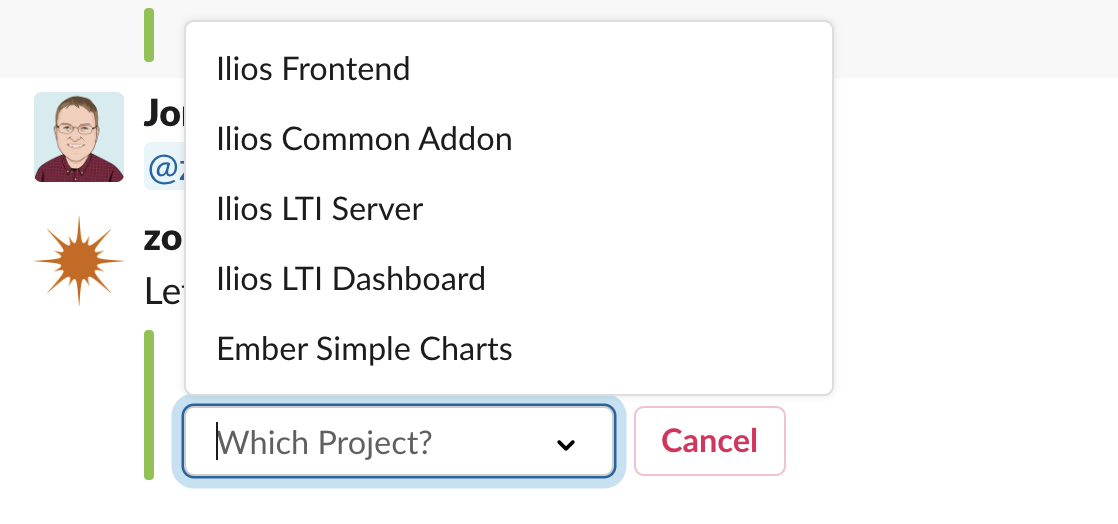 Ilios Frontend
Ilios Common Addon
Ilios LTI Server
Ilios LTI Dashboard
Ember Simple Charts
Which Project?
Cancel